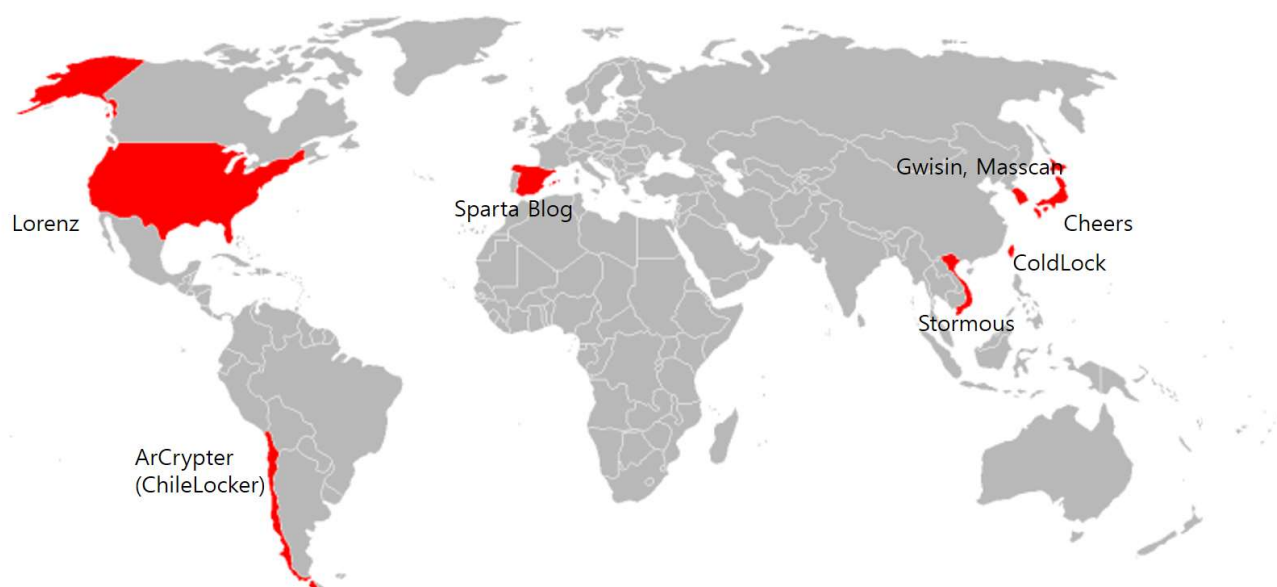 Gwisin, Masscan
Sparta Blog
Lorenz
Cheers
ColdLock
Stormous
ArCrypter
(ChileLocker)